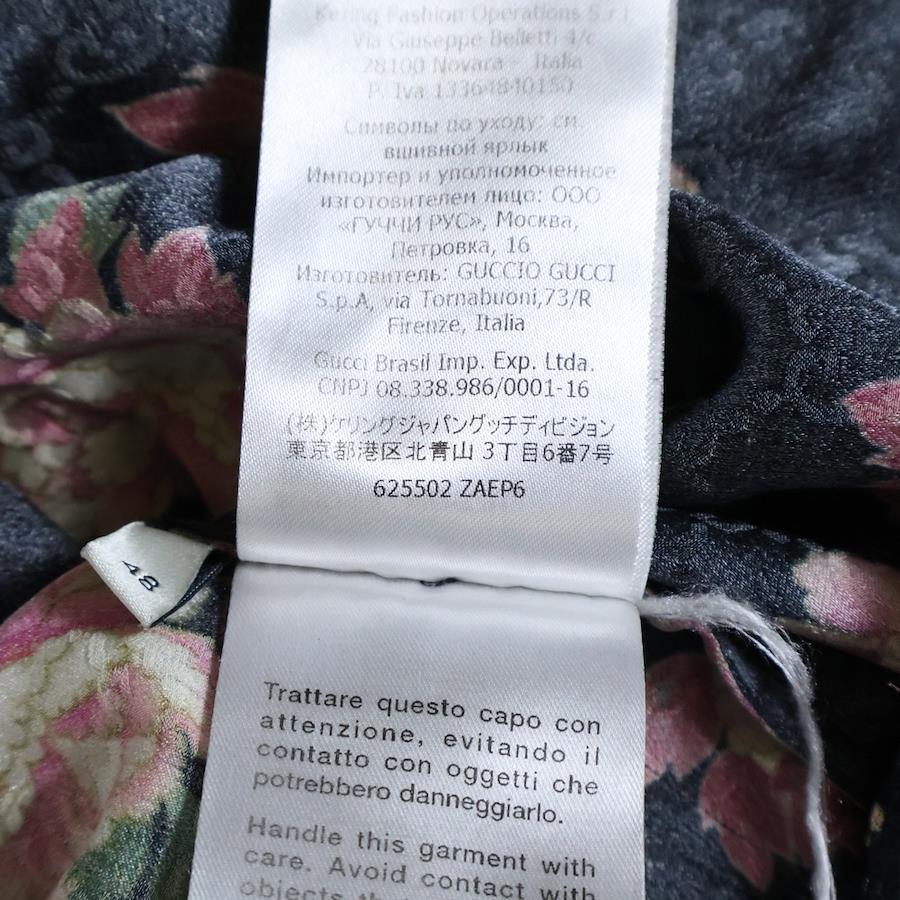 Kering Fashion Operations S.r.l
Via Giuseppe Belletti 4/c
28100 Novara - Italia
P. Iva 13364840150
Символы по уходу: см.
вшивной ярлык
Импортер и уполномоченное
изготовителем лицо: ООО
«ГУЧЧИ РУС», Москва,
Петровка, 16
Изготовитель: GUCCIO GUCCI
S.p.A, via Tornabuoni,73/R
Firenze, Italia
Gucci Brasil Imp. Exp. Ltda.
CNPJ 08.338.986/0001-16
(株)ケリングジャパングッチディビジョン
東京都港区北青山 3丁目6番7号
625502 ZAEP6
48
Trattare questo capo con
attenzione, evitando il
contatto con oggetti che
potrebbero danneggiarlo.
Handle this garment with
care. Avoid contact with
objects